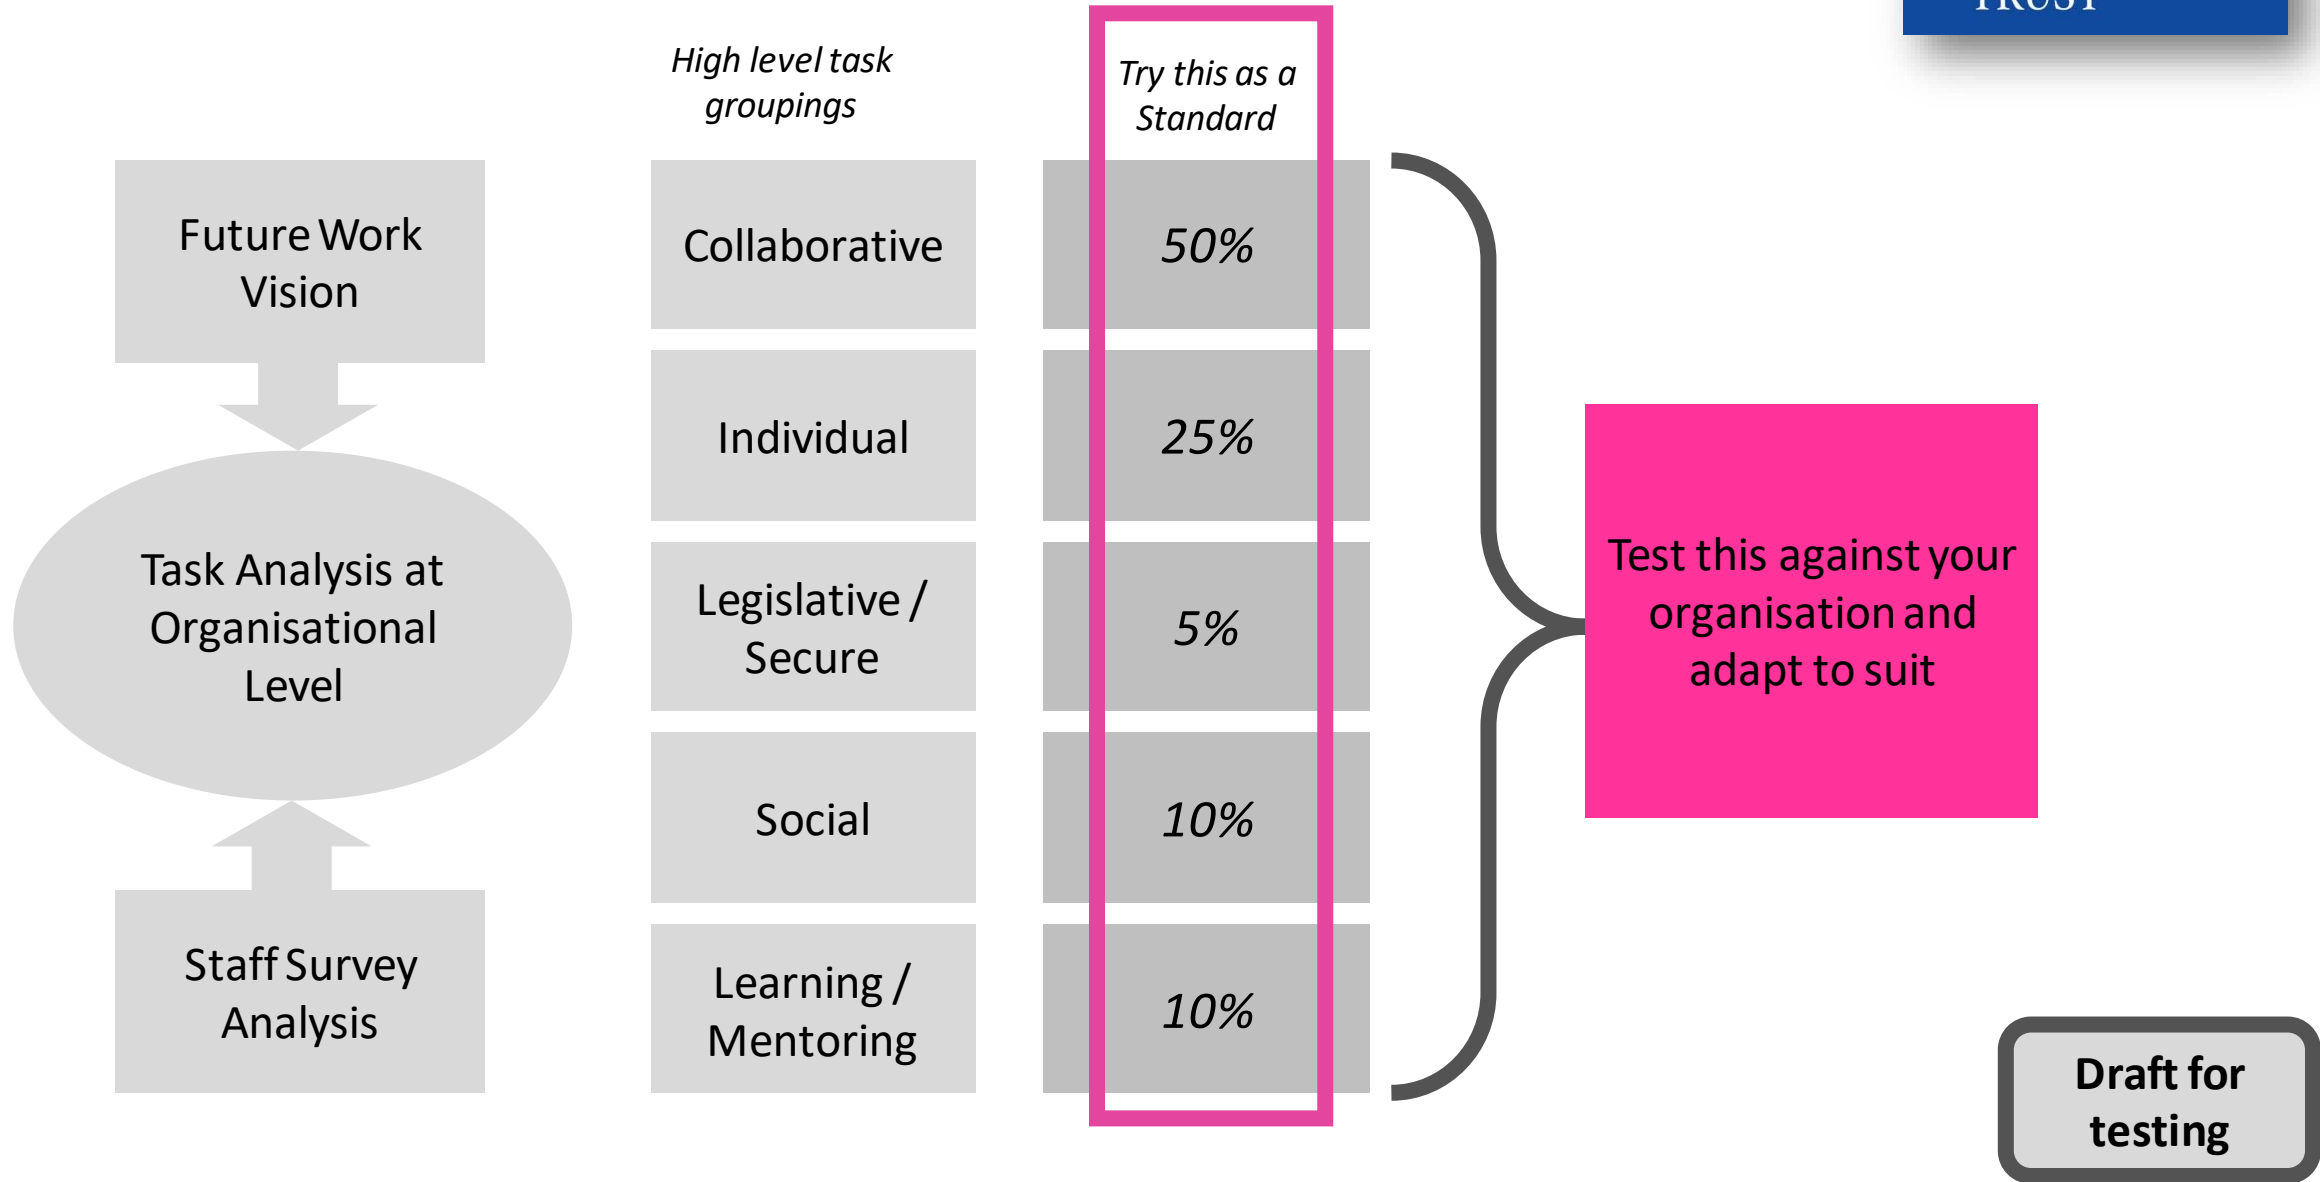 TRUST
High level task
groupings
Try this as a
Standard
Future Work
Vision
Task Analysis at
Organisational
Level
Staff Survey
Analysis
Collaborative
50%
Individual
25%
Legislative /
Secure
5%
Social
10%
Learning /
Mentoring
10%
Test this against your
organisation and
adapt to suit
Draft for
testing